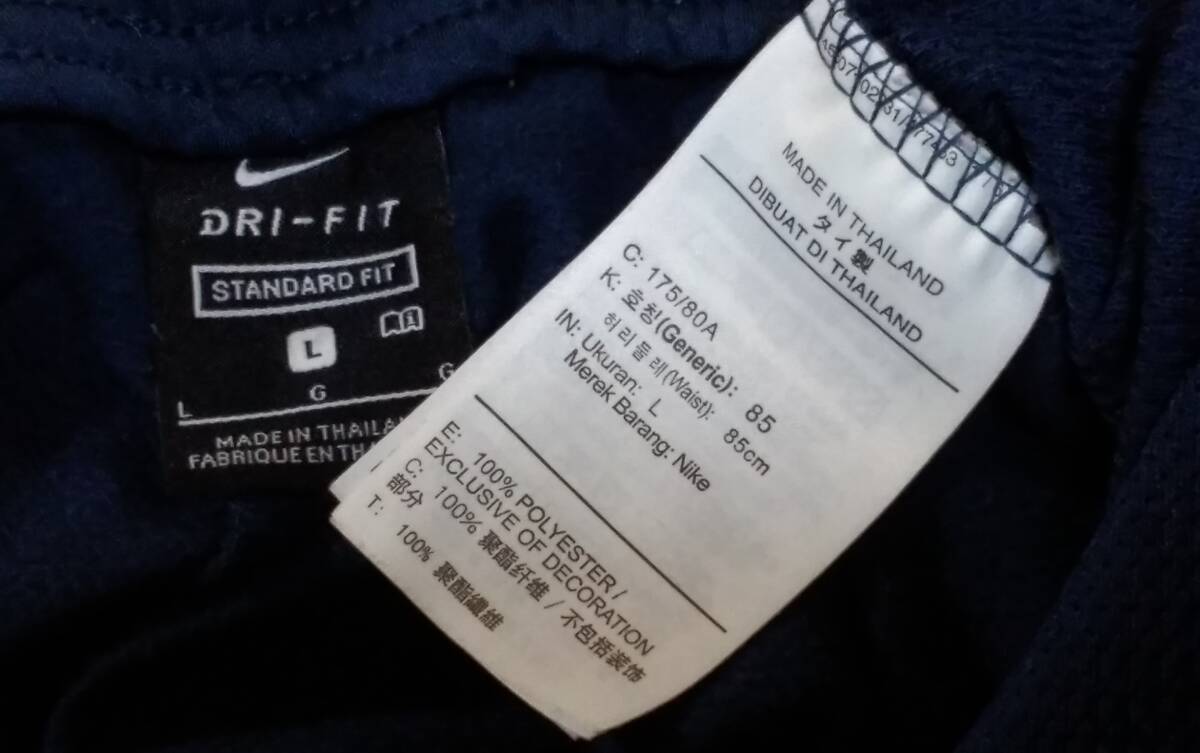 DRI-FIT
STANDARD FIT
L
L G G
MADE IN
FABRIQUE EN
MADE IN THAILAND
タイ製
DIBUAT DI THAILAND
C: 175/80A
K: 호칭(Generic): 85
허리둘레(Waist): 85cm
IN: Ukuran: L
Merek Barang: Nike
E: 100% POLYESTER /
EXCLUSIVE OF DECORATION
C: 100% 聚酯纤维 / 不包括装饰
部分
T: 100% 聚酯纖維